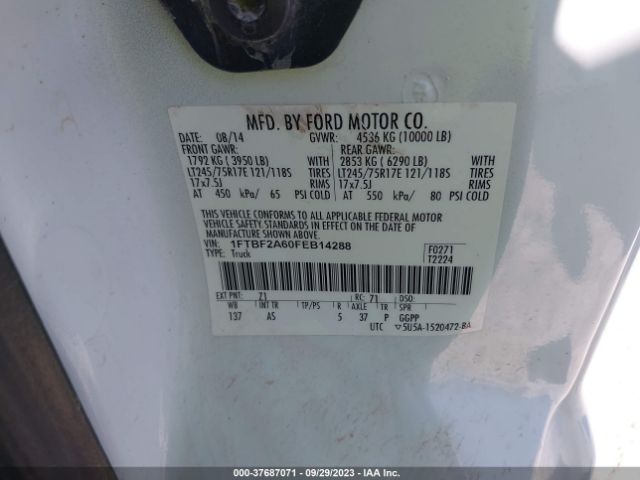 MFD. BY FORD MOTOR CO.
DATE: 08/14 GVWR: 4536 KG (10000 LB)
FRONT GAWR: REAR GAWR:
1792 KG ( 3950 LB) WITH 2853 KG ( 6290 LB) WITH
LT245/75R17E 121/118S TIRES LT245/75R17E 121/118S TIRES
17x7.5J RIMS 17x7.5J RIMS
AT 450 kPa/ 65 PSI COLD AT 550 kPa/ 80 PSI COLD
THIS VEHICLE CONFORMS TO ALL APPLICABLE FEDERAL MOTOR
VEHICLE SAFETY STANDARDS IN EFFECT ON THE DATE OF
MANUFACTURE SHOWN ABOVE.
VIN: 1FTBF2A60FEB14288 F0271
TYPE: Truck T2224
EXT PNT: Z1 RC: 71 DSO:
WB INT TR TP/PS R AXLE TR SPR
137 AS 5 37 P GGPP
UTC ▽5U5A-1520472-BA
000-37687071 - 09/29/2023 - IAA Inc.